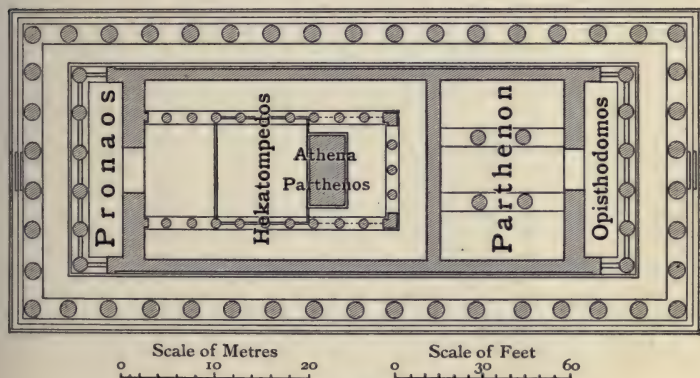 Pronaos
Hekatompedos
Athena
Parthenos
Parthenon
Opisthodomos
Scale of Metres
0 10 20
Scale of Feet
0 30 60